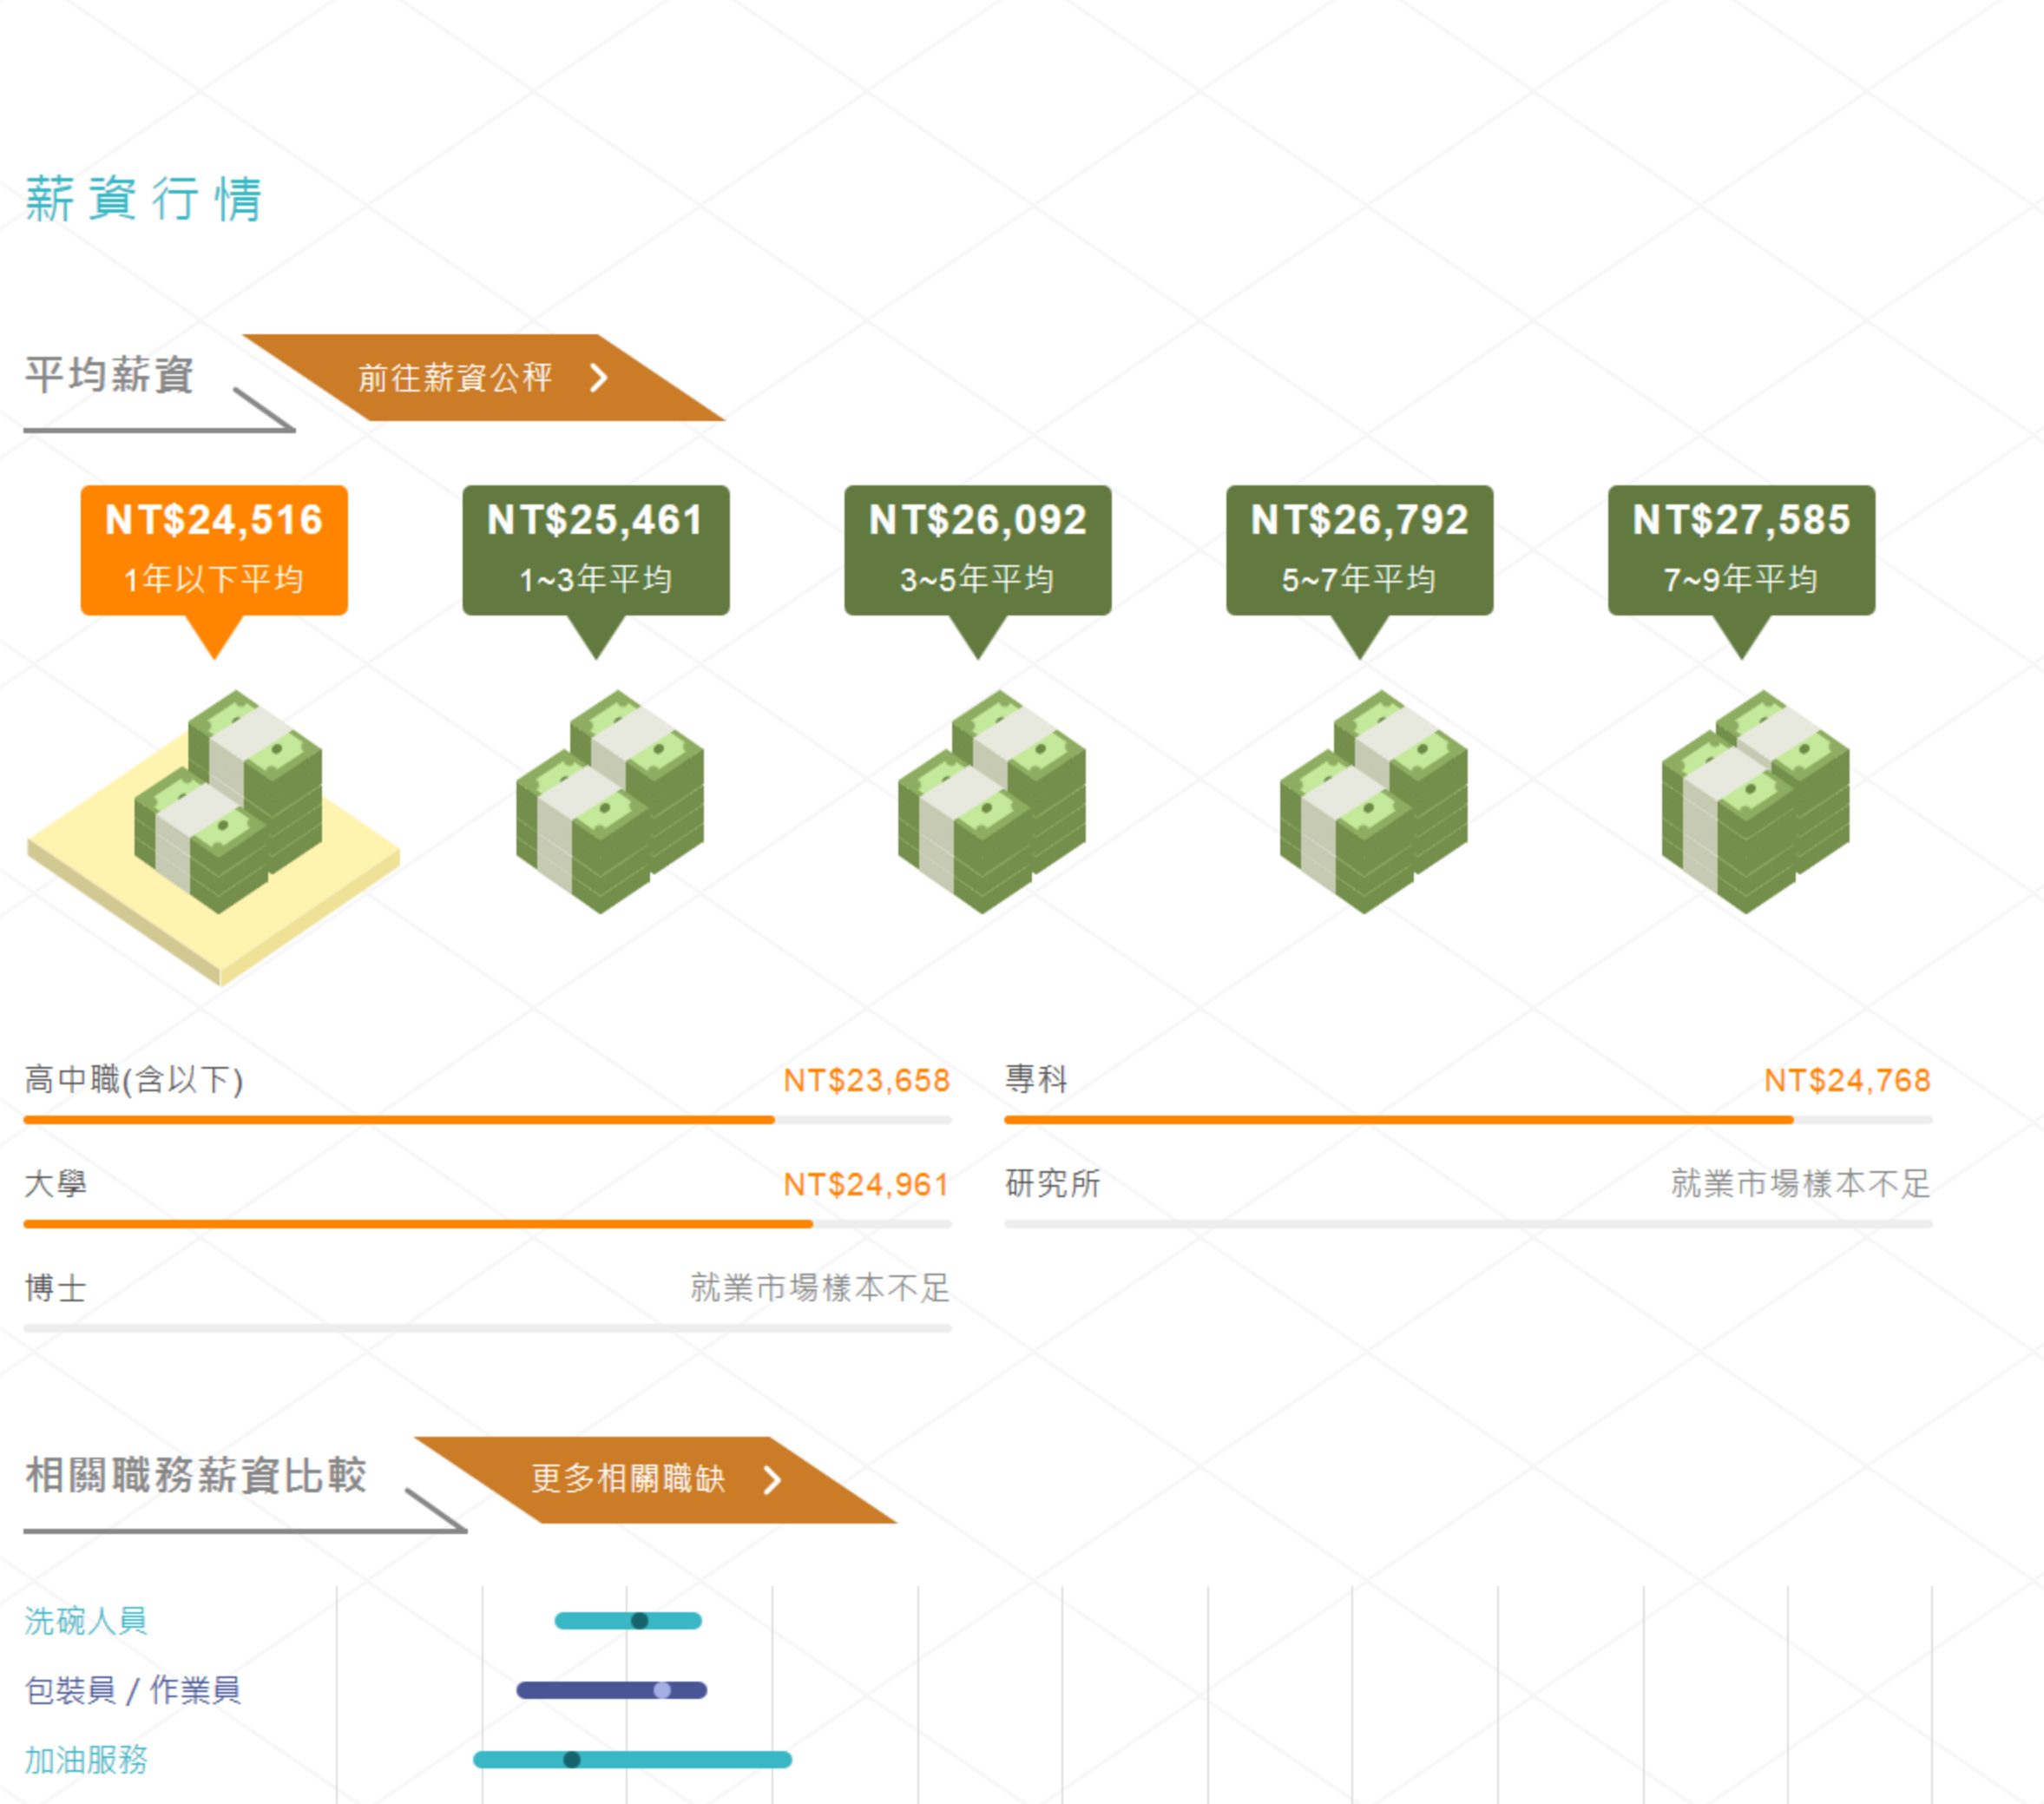 薪資行情
平均薪資
前往薪資公秤
NT$24,516
1年以下平均
NT$25,461
1~3年平均
NT$26,092
3~5年平均
NT$26,792
5~7年平均
NT$27,585
7~9年平均
高中職(含以下) NT$23,658
專科 NT$24,768
大學 NT$24,961
研究所 就業市場樣本不足
博士 就業市場樣本不足
相關職務薪資比較
更多相關職缺
洗碗人員
包裝員 / 作業員
加油服務